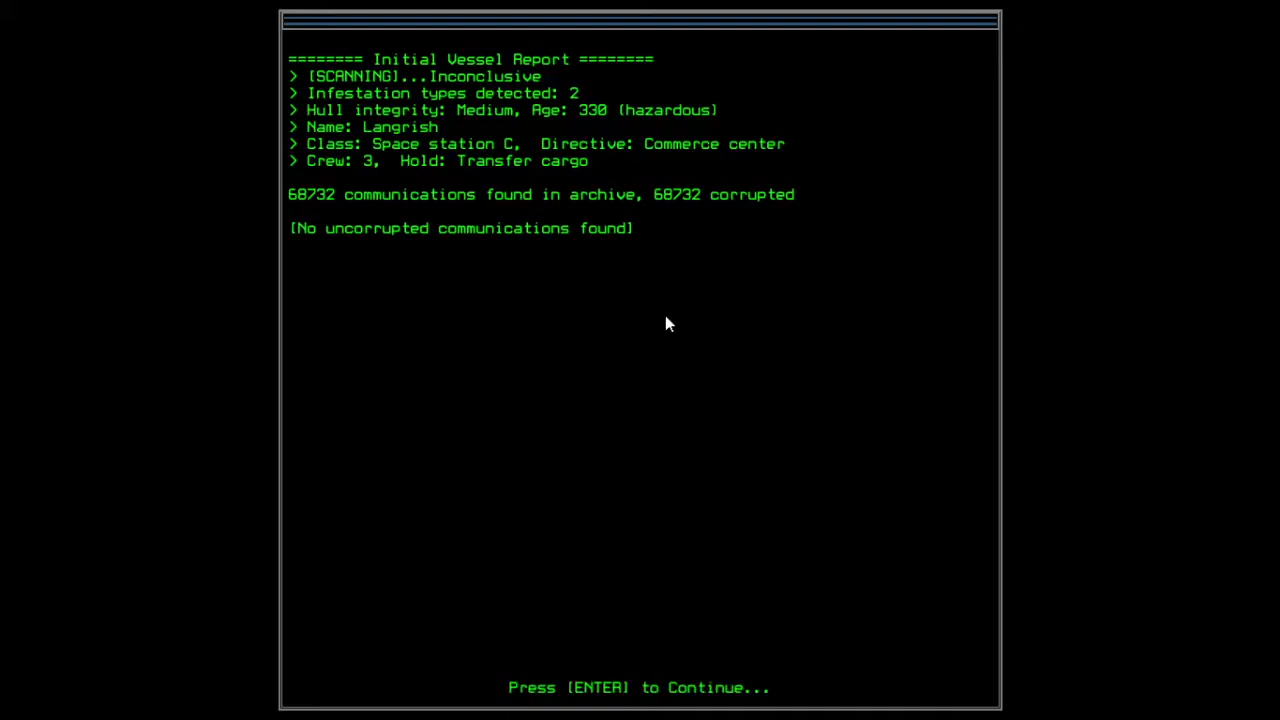 ======== Initial Vessel Report ========
> [SCANNING]...Inconclusive
> Infestation types detected: 2
> Hull integrity: Medium, Age: 330 (hazardous)
> Name: Langrish
> Class: Space station C,  Directive: Commerce center
> Crew: 3,  Hold: Transfer cargo
68732 communications found in archive, 68732 corrupted
[No uncorrupted communications found]
Press [ENTER] to Continue...